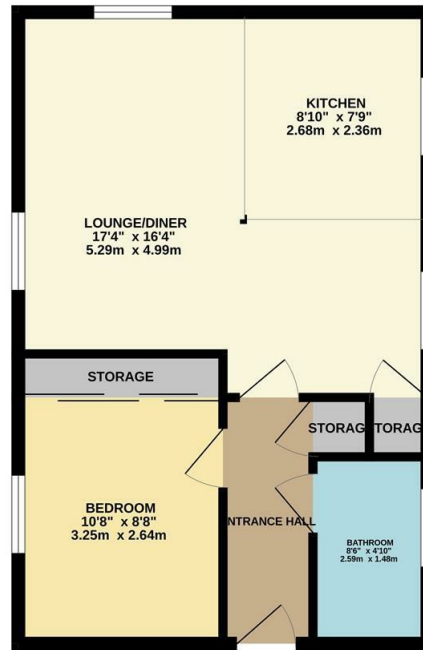 KITCHEN
8'10" x 7'9"
2.68m x 2.36m
LOUNGE/DINER
17'4" x 16'4"
5.29m x 4.99m
STORAGE
STORAG
TORAG
BEDROOM
10'8" x 8'8"
3.25m x 2.64m
NTRANCE HALL
BATHROOM
8'6" x 4'10"
2.59m x 1.48m